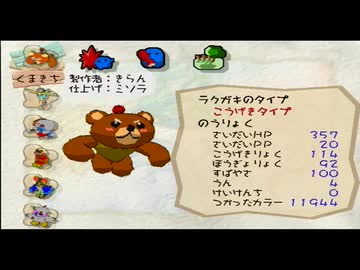 くまきち
製作者：きらん
仕上げ：ミソラ
ラクガキのタイプ
こうげきタイプ
のうりょく
さいだいHP 357
さいだいPP 20
こうげきりょく 114
ぼうぎょりょく 92
すばやさ 100
うん 4
けいけんち 0
つかったカラー 11944